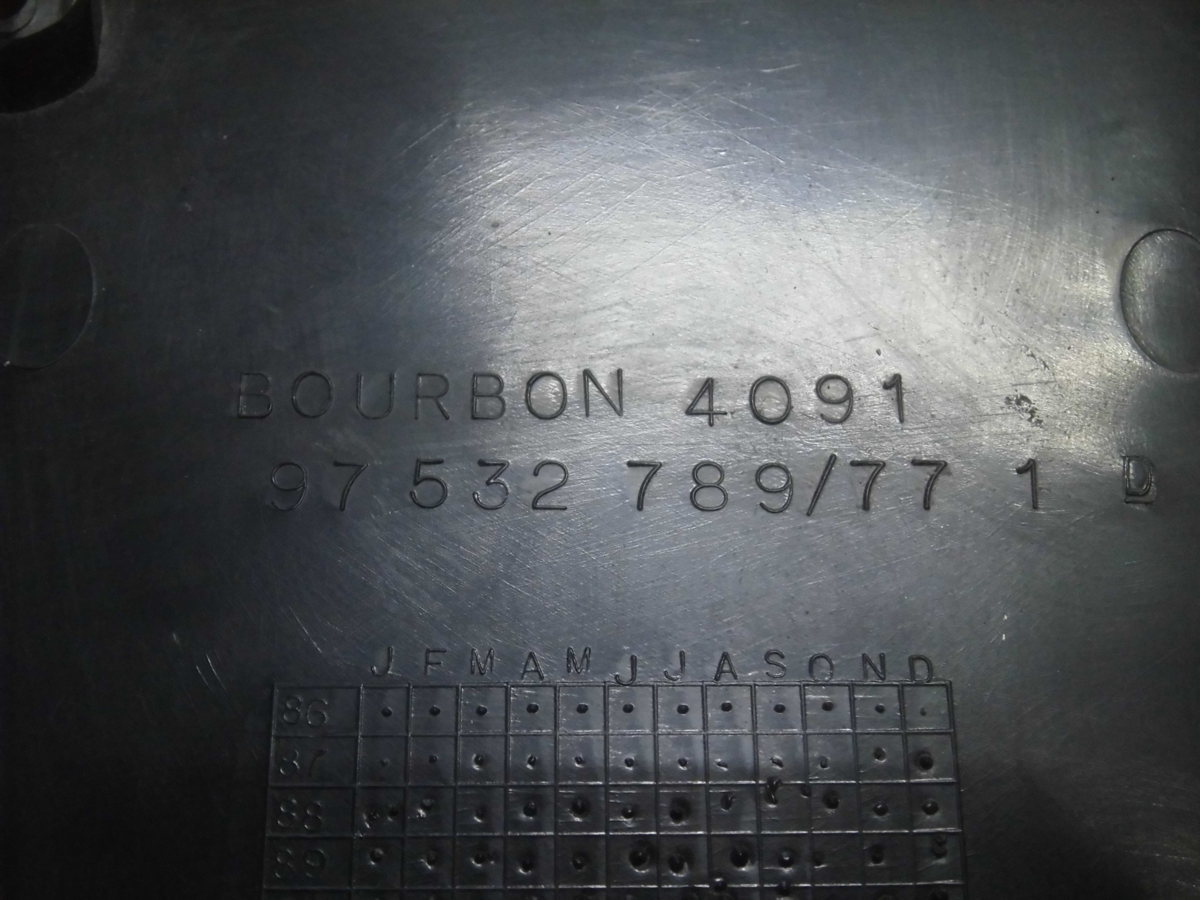 BOURBON 4091
97 532 789/77 1 D
J F M A M J J A S O N D
86
87
88
89